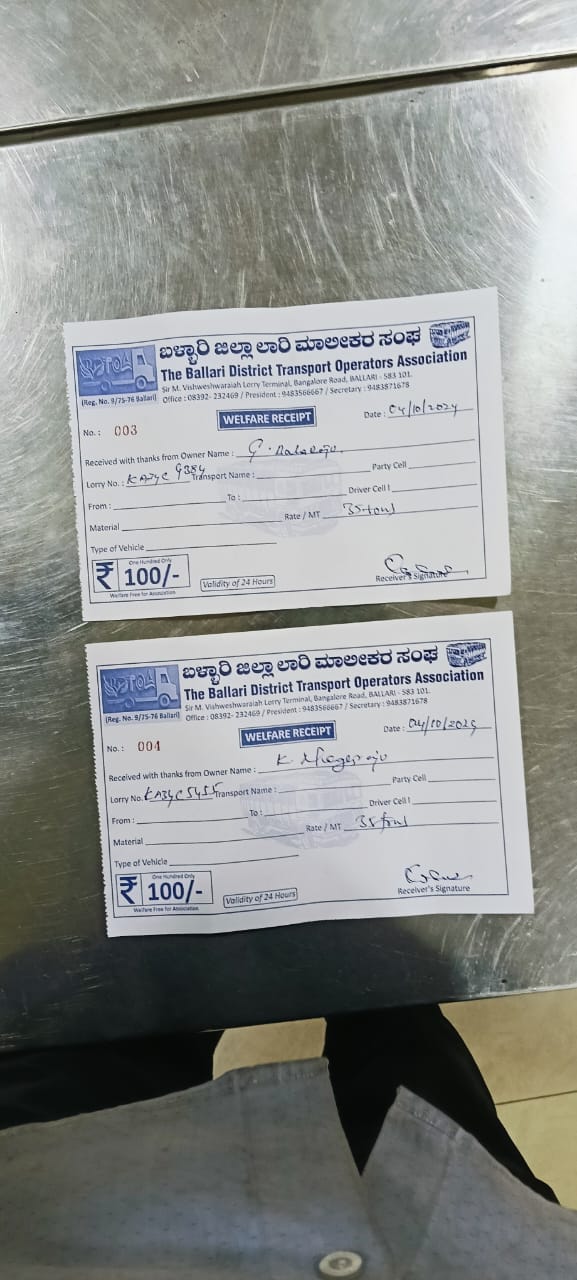 ಬಳ್ಳಾರಿ ಜಿಲ್ಲಾ ಲಾರಿ ಮಾಲೀಕರ ಸಂಘ
The Ballari District Transport Operators Association
Sir M. Vishweshwaraiah Lorry Terminal, Bangalore Road, BALLARI - 583 101.
(Reg. No. 9/75-76 Ballari) Office : 08392- 232469 / President : 9483566667 / Secretary : 9483871678
WELFARE RECEIPT
No. : 003 Date : 04/10/2024
Received with thanks from Owner Name : G.
Lorry No. : 9384 Transport Name : Party Cell
From : To : Driver Cell
Material Rate / MT 35 tons
Type of Vehicle
One Hundred Only
₹ 100/-
Validity of 24 Hours
Receiver's Signature
Welfare Free for Association
ಬಳ್ಳಾರಿ ಜಿಲ್ಲಾ ಲಾರಿ ಮಾಲೀಕರ ಸಂಘ
The Ballari District Transport Operators Association
Sir M. Vishweshwaraiah Lorry Terminal, Bangalore Road, BALLARI - 583 101.
(Reg. No. 9/75-76 Ballari) Office : 08392- 232469 / President : 9483566667 / Secretary : 9483871678
WELFARE RECEIPT
No. : 004 Date : 04/10/2024
Received with thanks from Owner Name : K.
Lorry No. KA34C5455 Transport Name : Party Cell
From : To : Driver Cell
Material Rate / MT 35 tons
Type of Vehicle
One Hundred Only
₹ 100/-
Validity of 24 Hours
Receiver's Signature
Welfare Free for Association